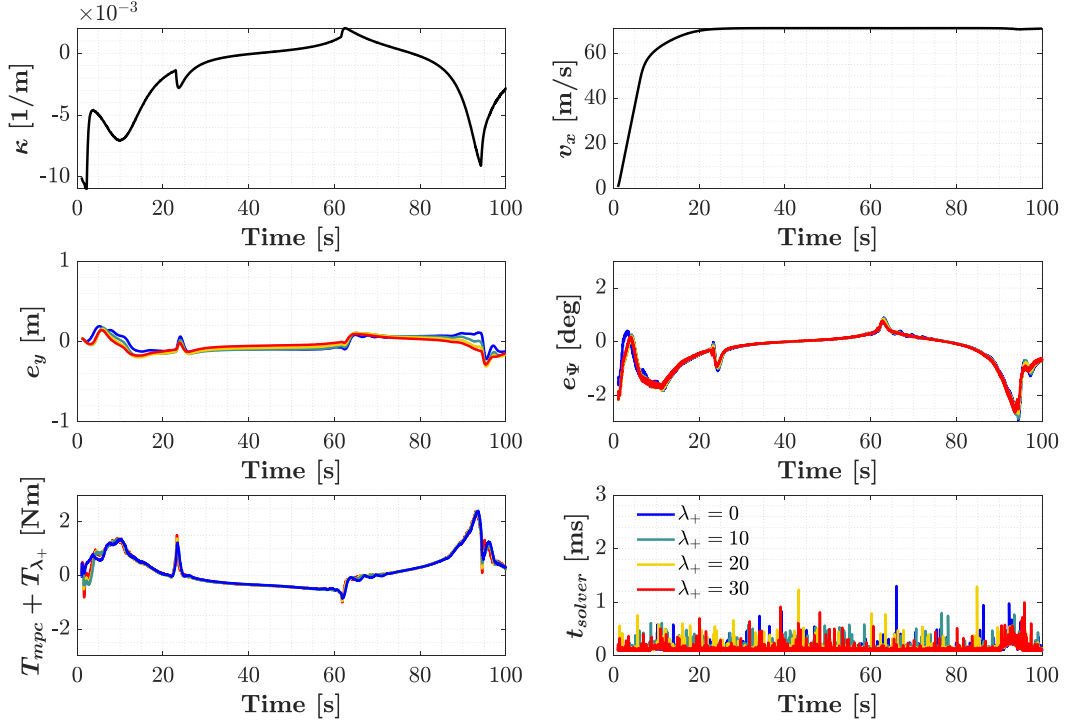 ×10⁻³
0
-5
-10
κ [1/m]
0 20 40 60 80 100
Time [s]
60
40
20
0
v_x [m/s]
0 20 40 60 80 100
Time [s]
1
0
-1
e_y [m]
0 20 40 60 80 100
Time [s]
2
0
-2
e_Ψ [deg]
0 20 40 60 80 100
Time [s]
2
0
-2
T_mpc + T_λ₊ [Nm]
0 20 40 60 80 100
Time [s]
3
2
1
0
t_solver [ms]
λ₊ = 0
λ₊ = 10
λ₊ = 20
λ₊ = 30
0 20 40 60 80 100
Time [s]